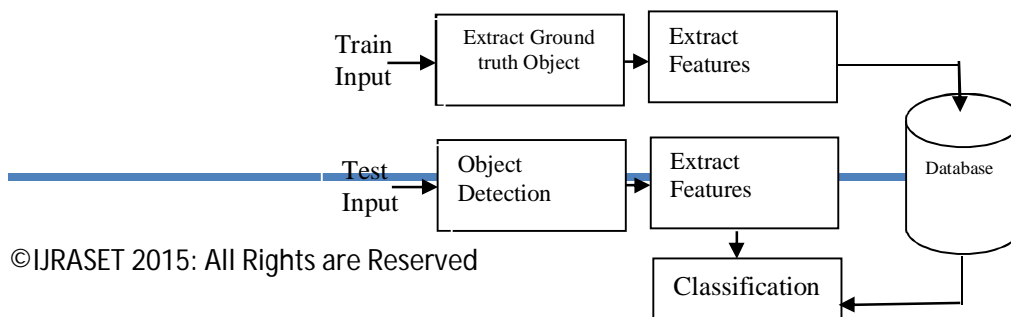 Train
Input
Extract Ground
truth Object
Extract
Features
Test
Input
Object
Detection
Extract
Features
Database
©IJRASET 2015: All Rights are Reserved
Classification